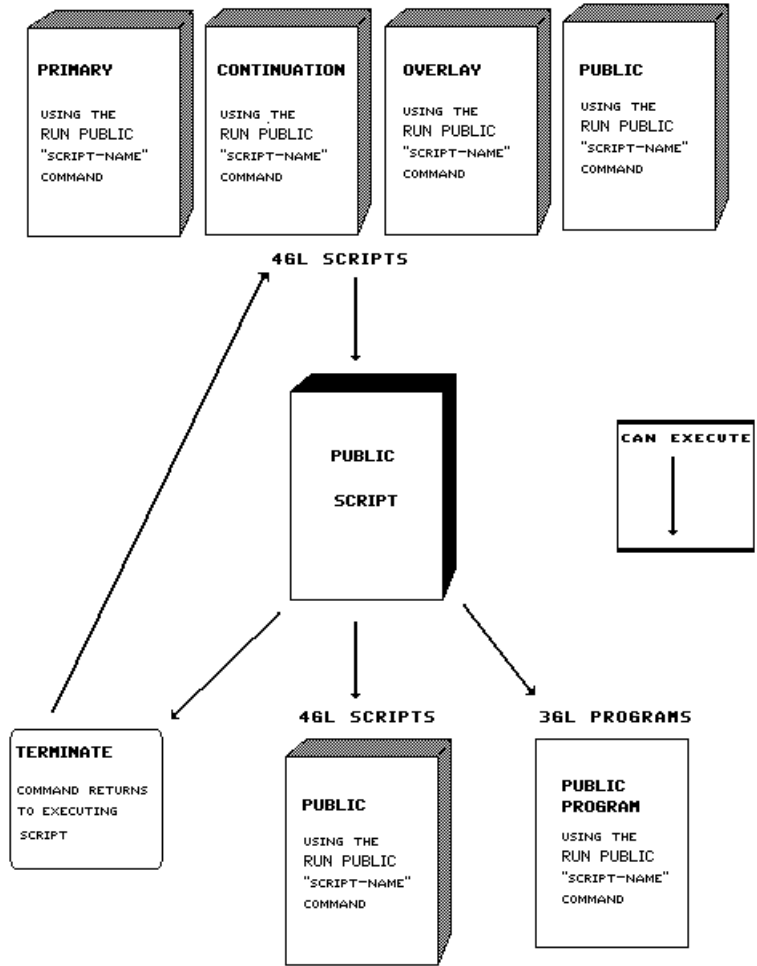 PRIMARY
USING THE
RUN PUBLIC
"SCRIPT-NAME"
COMMAND
CONTINUATION
USING THE
RUN PUBLIC
"SCRIPT-NAME"
COMMAND
OVERLAY
USING THE
RUN PUBLIC
"SCRIPT-NAME"
COMMAND
PUBLIC
USING THE
RUN PUBLIC
"SCRIPT-NAME"
COMMAND
4GL SCRIPTS
PUBLIC
SCRIPT
CAN EXECUTE
TERMINATE
COMMAND RETURNS
TO EXECUTING
SCRIPT
4GL SCRIPTS
PUBLIC
USING THE
RUN PUBLIC
"SCRIPT-NAME"
COMMAND
3GL PROGRAMS
PUBLIC
PROGRAM
USING THE
RUN PUBLIC
"SCRIPT-NAME"
COMMAND